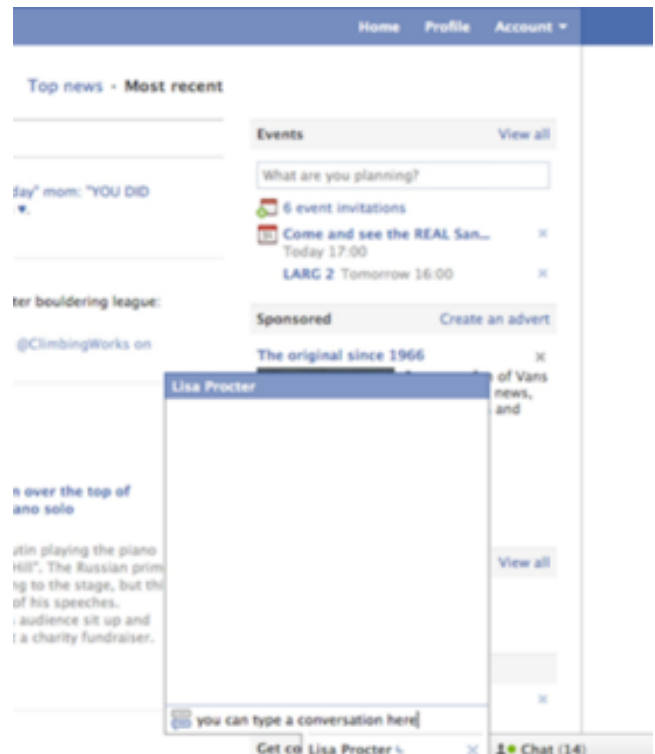 Home Profile Account
Top news · Most recent
Events View all
What are you planning?
day" mom: "YOU DID
♥.
6 event invitations
31 Come and see the REAL San...
Today 17:00
LARG 2 Tomorrow 16:00
ter bouldering league:
@ClimbingWorks on
Sponsored Create an advert
The original since 1966
n of Vans
news,
and
Lisa Procter
n over the top of
ano solo
utin playing the piano
Hill". The Russian prim
ng to the stage, but thi
of his speeches.
audience sit up and
t a charity fundraiser.
View all
you can type a conversation here
Get co Lisa Procter Chat (14)